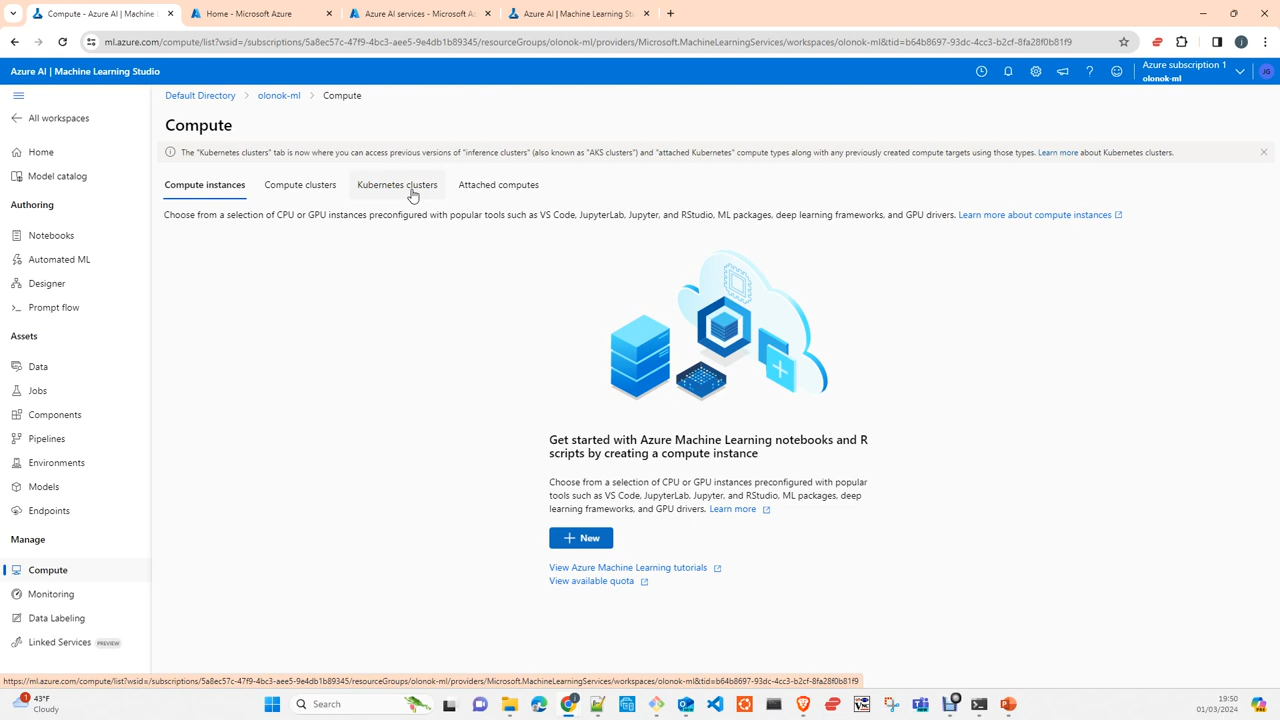 Compute - Azure AI | Machine L
Home - Microsoft Azure
Azure AI services - Microsoft Az
Azure AI | Machine Learning Stu
ml.azure.com/compute/list?wsid=/subscriptions/5a8ec57c-47f9-4bc3-aee5-9e4db1b89345/resourceGroups/olonok-ml/providers/Microsoft.MachineLearningServices/workspaces/olonok-ml&tid=b64b8697-93dc-4cc3-b2cf-8fa28f0b81f9
Azure AI | Machine Learning Studio
Azure subscription 1
olonok-ml
JG
All workspaces
Home
Model catalog
Authoring
Notebooks
Automated ML
Designer
Prompt flow
Assets
Data
Jobs
Components
Pipelines
Environments
Models
Endpoints
Manage
Compute
Monitoring
Data Labeling
Linked Services PREVIEW
Default Directory > olonok-ml > Compute
Compute
The "Kubernetes clusters" tab is now where you can access previous versions of "inference clusters" (also known as "AKS clusters") and "attached Kubernetes" compute types along with any previously created compute targets using those types. Learn more about Kubernetes clusters.
Compute instances Compute clusters Kubernetes clusters Attached computes
Choose from a selection of CPU or GPU instances preconfigured with popular tools such as VS Code, JupyterLab, Jupyter, and RStudio, ML packages, deep learning frameworks, and GPU drivers. Learn more about compute instances
Get started with Azure Machine Learning notebooks and R
scripts by creating a compute instance
Choose from a selection of CPU or GPU instances preconfigured with popular
tools such as VS Code, JupyterLab, Jupyter, and RStudio, ML packages, deep
learning frameworks, and GPU drivers. Learn more
New
View Azure Machine Learning tutorials
View available quota
https://ml.azure.com/compute/list?wsid=/subscriptions/5a8ec57c-47f9-4bc3-aee5-9e4db1b89345/resourceGroups/olonok-ml/providers/Microsoft.MachineLearningServices/workspaces/olonok-ml&tid=b64b8697-93dc-4cc3-b2cf-8fa28f0b81f9
1
43°F
Cloudy
Search
19:50
01/03/2024